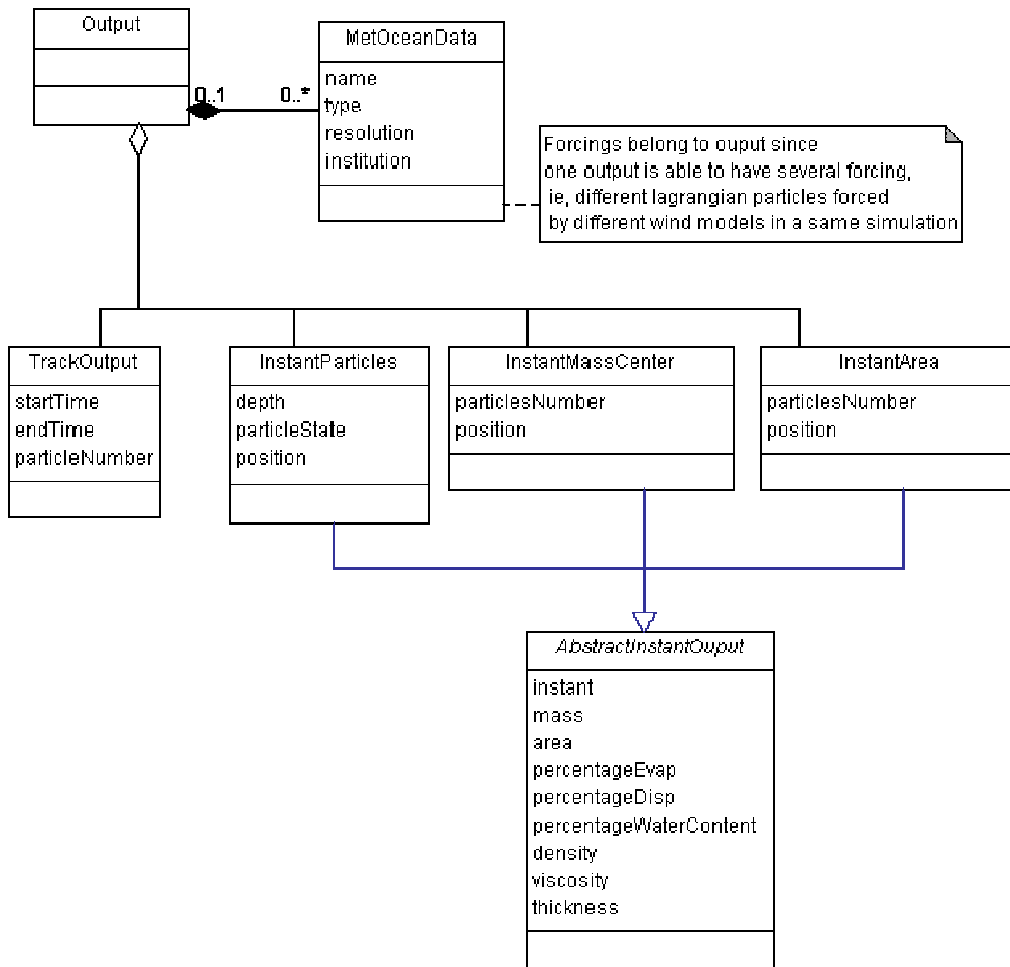 Output
MetOceanData
name
type
resolution
institution
0..1
0..*
Forcings belong to ouput since
one output is able to have several forcing,
ie, different lagrangian particles forced
by different wind models in a same simulation
TrackOutput
startTime
endTime
particleNumber
InstantParticles
depth
particleState
position
InstantMassCenter
particlesNumber
position
InstantArea
particlesNumber
position
AbstractInstantOuput
instant
mass
area
percentageEvap
percentageDisp
percentageWaterContent
density
viscosity
thickness